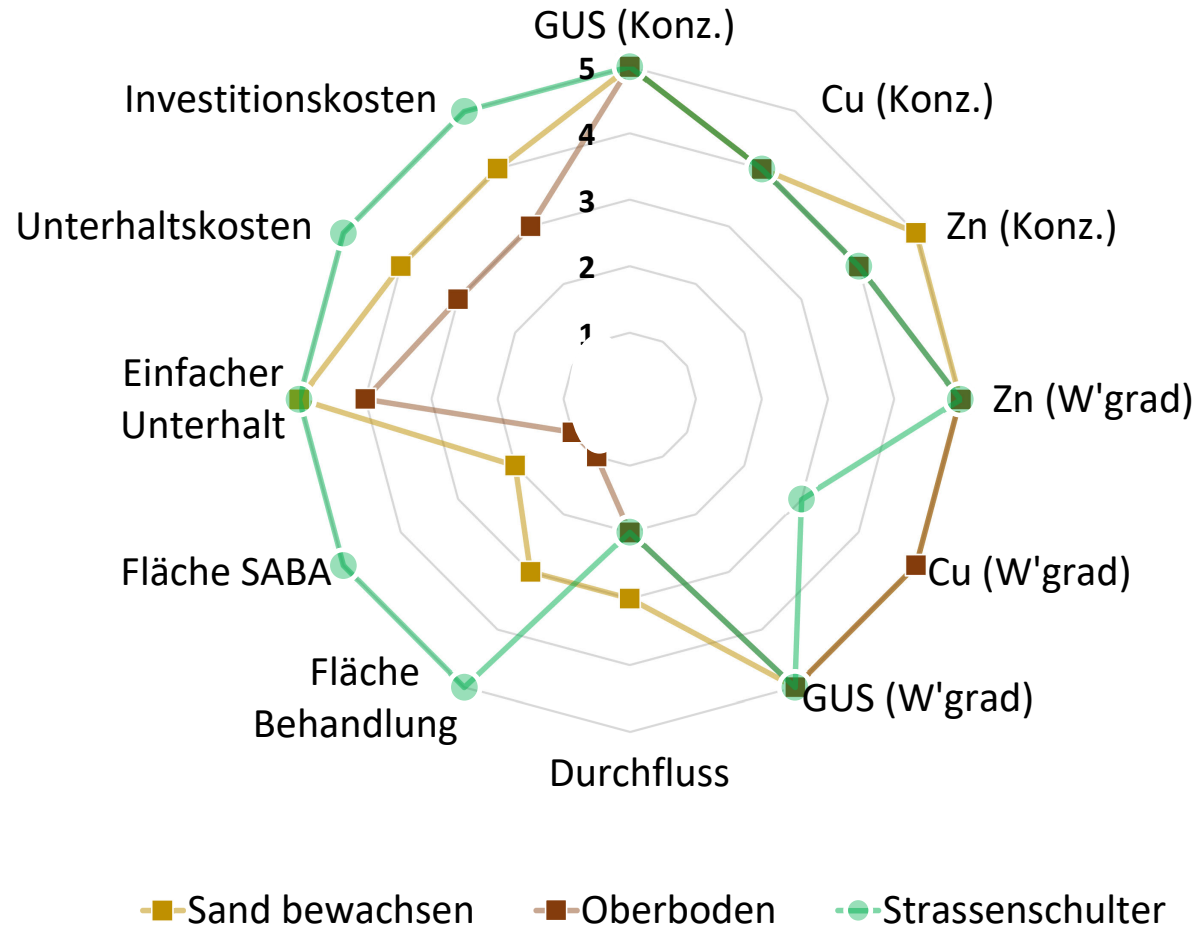 GUS (Konz.)
Cu (Konz.)
Zn (Konz.)
Zn (W'grad)
Cu (W'grad)
GUS (W'grad)
Durchfluss
Fläche
Behandlung
Fläche SABA
Einfacher
Unterhalt
Unterhaltskosten
Investitionskosten
5
4
3
2
1
Sand bewachsen
Oberboden
Strassenschulter